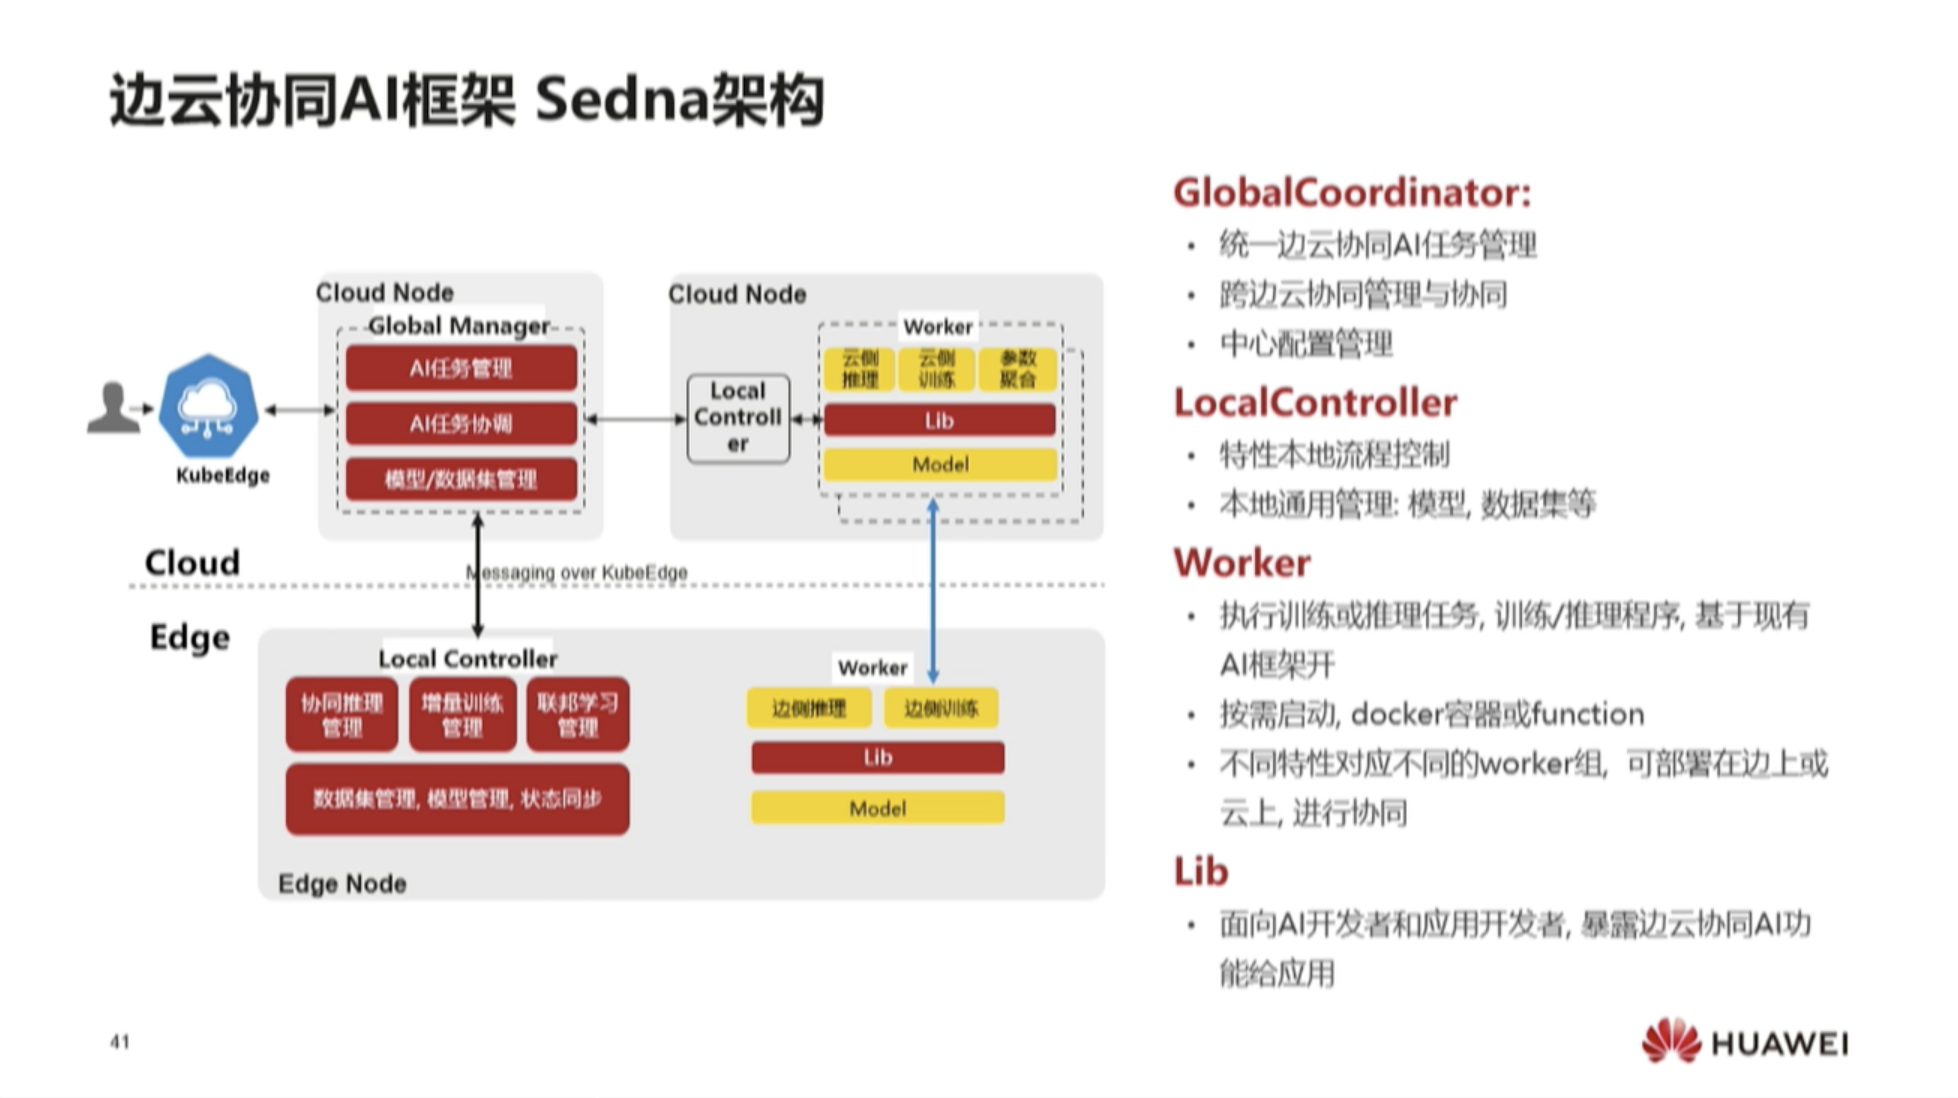 边云协同AI框架 Sedna架构
Cloud Node
Global Manager
AI任务管理
AI任务协调
模型/数据集管理
KubeEdge
Cloud Node
Local
Controll
er
Worker
云侧
推理
云侧
训练
参数
聚合
Lib
Model
Cloud
Messaging over KubeEdge
Edge
Local Controller
协同推理
管理
增量训练
管理
联邦学习
管理
数据集管理, 模型管理, 状态同步
Edge Node
Worker
边侧推理
边侧训练
Lib
Model
GlobalCoordinator:
• 统一边云协同AI任务管理
• 跨边云协同管理与协同
• 中心配置管理
LocalController
• 特性本地流程控制
• 本地通用管理: 模型, 数据集等
Worker
• 执行训练或推理任务, 训练/推理程序, 基于现有
AI框架开
• 按需启动, docker容器或function
• 不同特性对应不同的worker组, 可部署在边上或
云上, 进行协同
Lib
• 面向AI开发者和应用开发者, 暴露边云协同AI功
能给应用
41
HUAWEI